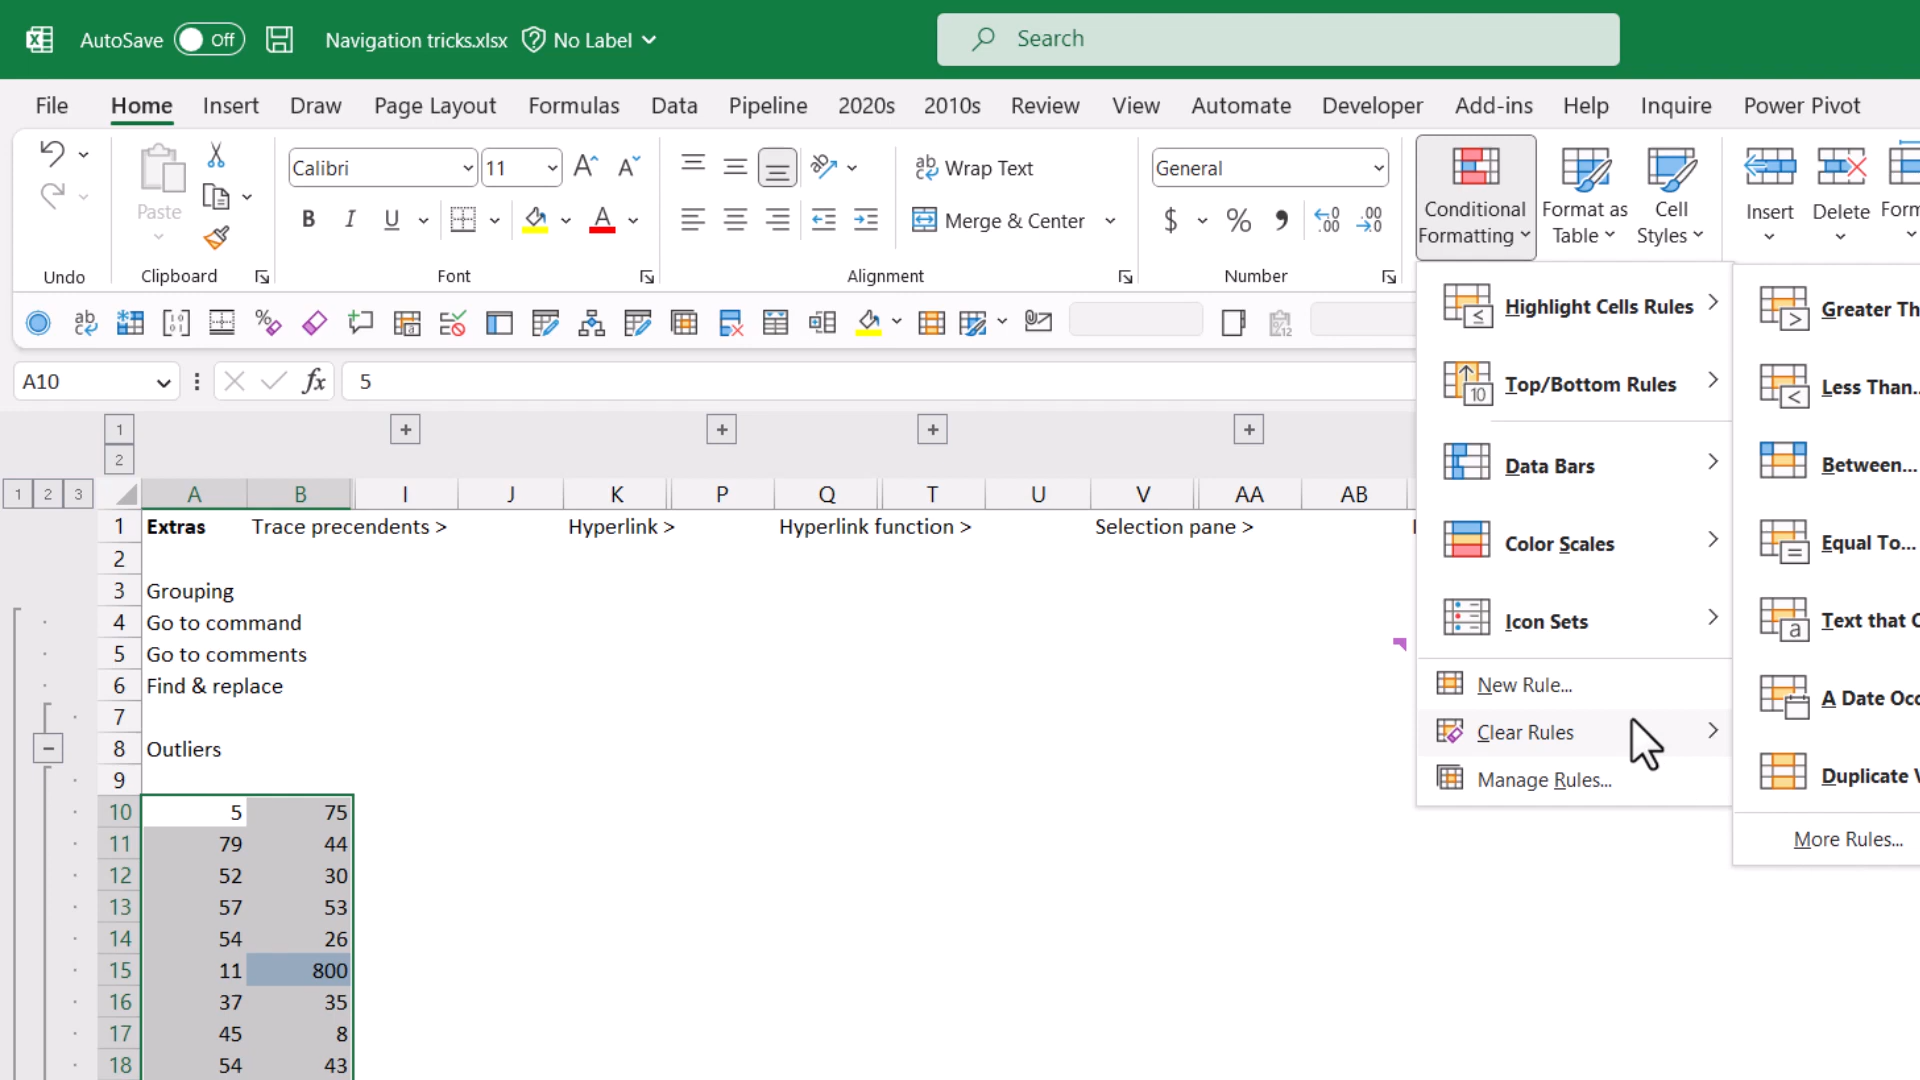 AutoSave Off Navigation tricks.xlsx No Label Search
File Home Insert Draw Page Layout Formulas Data Pipeline 2020s 2010s Review View Automate Developer Add-ins Help Inquire Power Pivot
Calibri 11 Wrap Text General
Paste Conditional Formatting Format as Table Cell Styles Insert Delete Form
B I U Merge & Center $ %
Undo Clipboard Font Alignment Number
A10 fx 5
Highlight Cells Rules
Top/Bottom Rules
Data Bars
Color Scales
Icon Sets
New Rule...
Clear Rules
Manage Rules...
Greater Th
Less Than..
Between...
Equal To...
Text that C
A Date Occ
Duplicate V
More Rules...
1
2
1 2 3 A B I J K P Q T U V AA AB
1 Extras Trace precendents > Hyperlink > Hyperlink function > Selection pane >
2
3 Grouping
4 Go to command
5 Go to comments
6 Find & replace
7
8 Outliers
9
10 5 75
11 79 44
12 52 30
13 57 53
14 54 26
15 11 800
16 37 35
17 45 8
18 54 43